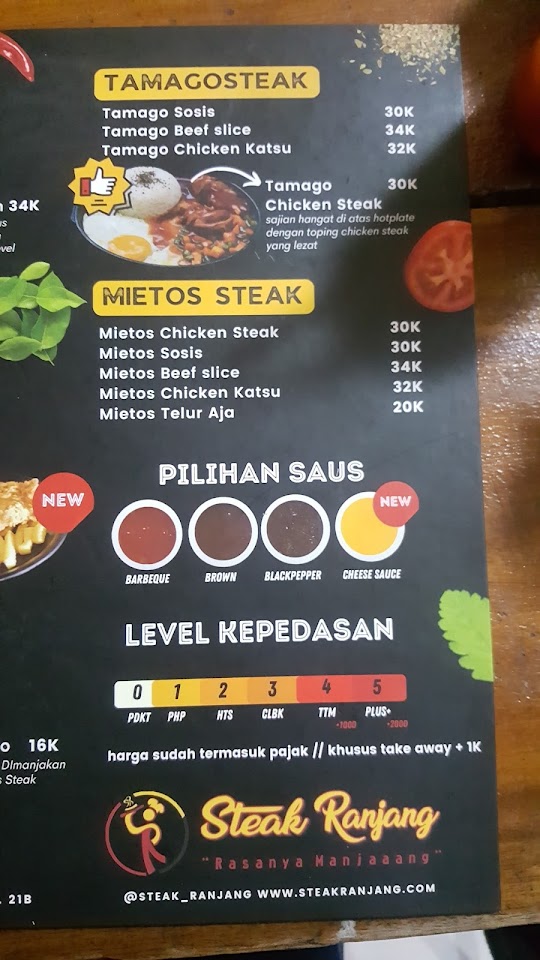 TAMAGOSTEAK
Tamago Sosis 30K
Tamago Beef slice 34K
Tamago Chicken Katsu 32K
Tamago 30K
Chicken Steak
sajian hangat di atas hotplate
dengan toping chicken steak
yang lezat
34K
MIETOS STEAK
Mietos Chicken Steak 30K
Mietos Sosis 30K
Mietos Beef slice 34K
Mietos Chicken Katsu 32K
Mietos Telur Aja 20K
NEW
PILIHAN SAUS
NEW
BARBEQUE BROWN BLACKPEPPER CHEESE SAUCE
LEVEL KEPEDASAN
0 1 2 3 4 5
PDKT PHP HTS CLBK TTM PLUS+
+1000 +2000
harga sudah termasuk pajak // khusus take away + 1K
16K
DImanjakan
Steak
Steak Ranjang
"Rasanya Manjaaang"
21B
@STEAK_RANJANG WWW.STEAKRANJANG.COM